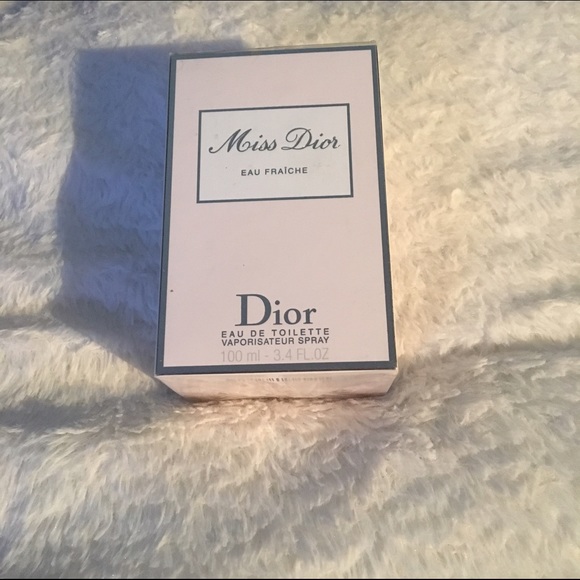 Miss Dior
EAU FRAÎCHE
Dior
EAU DE TOILETTE
VAPORISATEUR SPRAY
100 ml - 3.4 FL.OZ